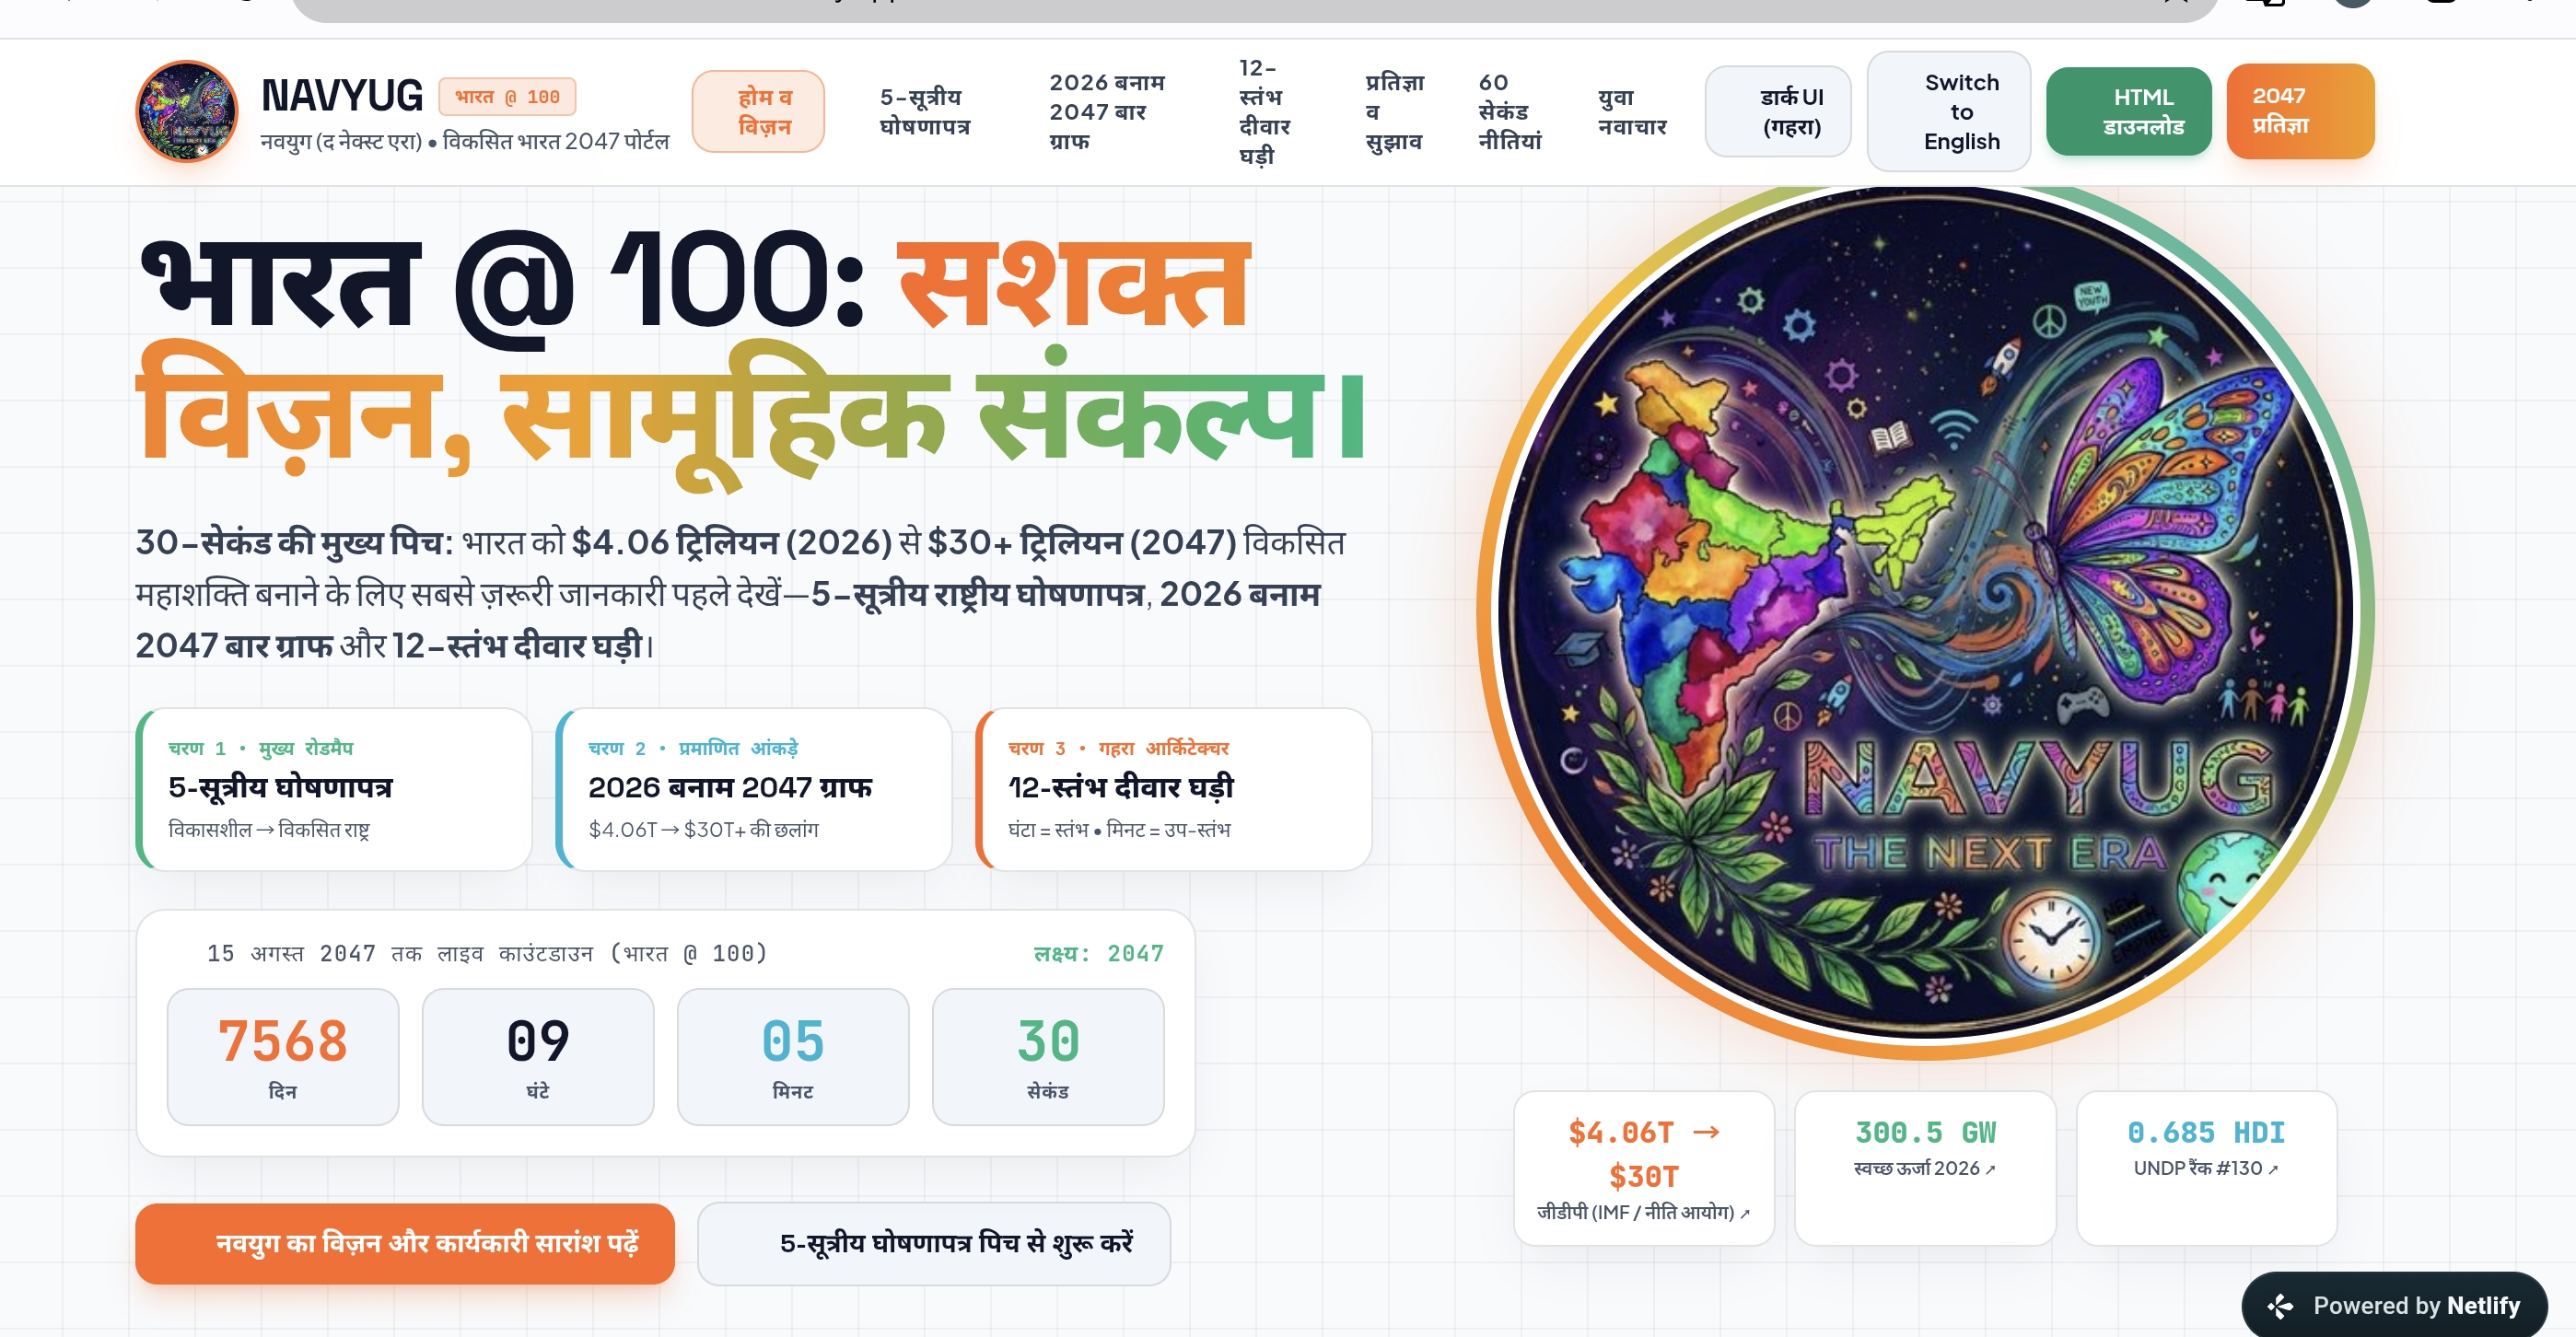 NAVYUG
भारत @ 100
नवयुग (द नेक्स्ट एरा) • विकसित भारत 2047 पोर्टल
होम व
विज़न
5-सूत्रीय
घोषणापत्र
2026 बनाम
2047 बार
ग्राफ
12-
स्तंभ
दीवार
घड़ी
प्रतिज्ञा
व
सुझाव
60
सेकंड
नीतियां
युवा
नवाचार
डार्क UI
(गहरा)
Switch
to
English
HTML
डाउनलोड
2047
प्रतिज्ञा
भारत @ 100: सशक्त
विज़न, सामूहिक संकल्प।
30-सेकंड की मुख्य पिच: भारत को $4.06 ट्रिलियन (2026) से $30+ ट्रिलियन (2047) विकसित
महाशक्ति बनाने के लिए सबसे ज़रूरी जानकारी पहले देखें—5-सूत्रीय राष्ट्रीय घोषणापत्र, 2026 बनाम
2047 बार ग्राफ और 12-स्तंभ दीवार घड़ी।
चरण 1 • मुख्य रोडमैप
5-सूत्रीय घोषणापत्र
विकासशील → विकसित राष्ट्र
चरण 2 • प्रमाणित आंकड़े
2026 बनाम 2047 ग्राफ
$4.06T → $30T+ की छलांग
चरण 3 • गहरा आर्किटेक्चर
12-स्तंभ दीवार घड़ी
घंटा = स्तंभ • मिनट = उप-स्तंभ
15 अगस्त 2047 तक लाइव काउंटडाउन (भारत @ 100)
लक्ष्य: 2047
7568
दिन
09
घंटे
05
मिनट
30
सेकंड
नवयुग का विज़न और कार्यकारी सारांश पढ़ें
5-सूत्रीय घोषणापत्र पिच से शुरू करें
NEW
YOUTH
NAVYUG
THE NEXT ERA
$4.06T →
$30T
जीडीपी (IMF / नीति आयोग) ↗
300.5 GW
स्वच्छ ऊर्जा 2026 ↗
0.685 HDI
UNDP रैंक #130 ↗
Powered by Netlify